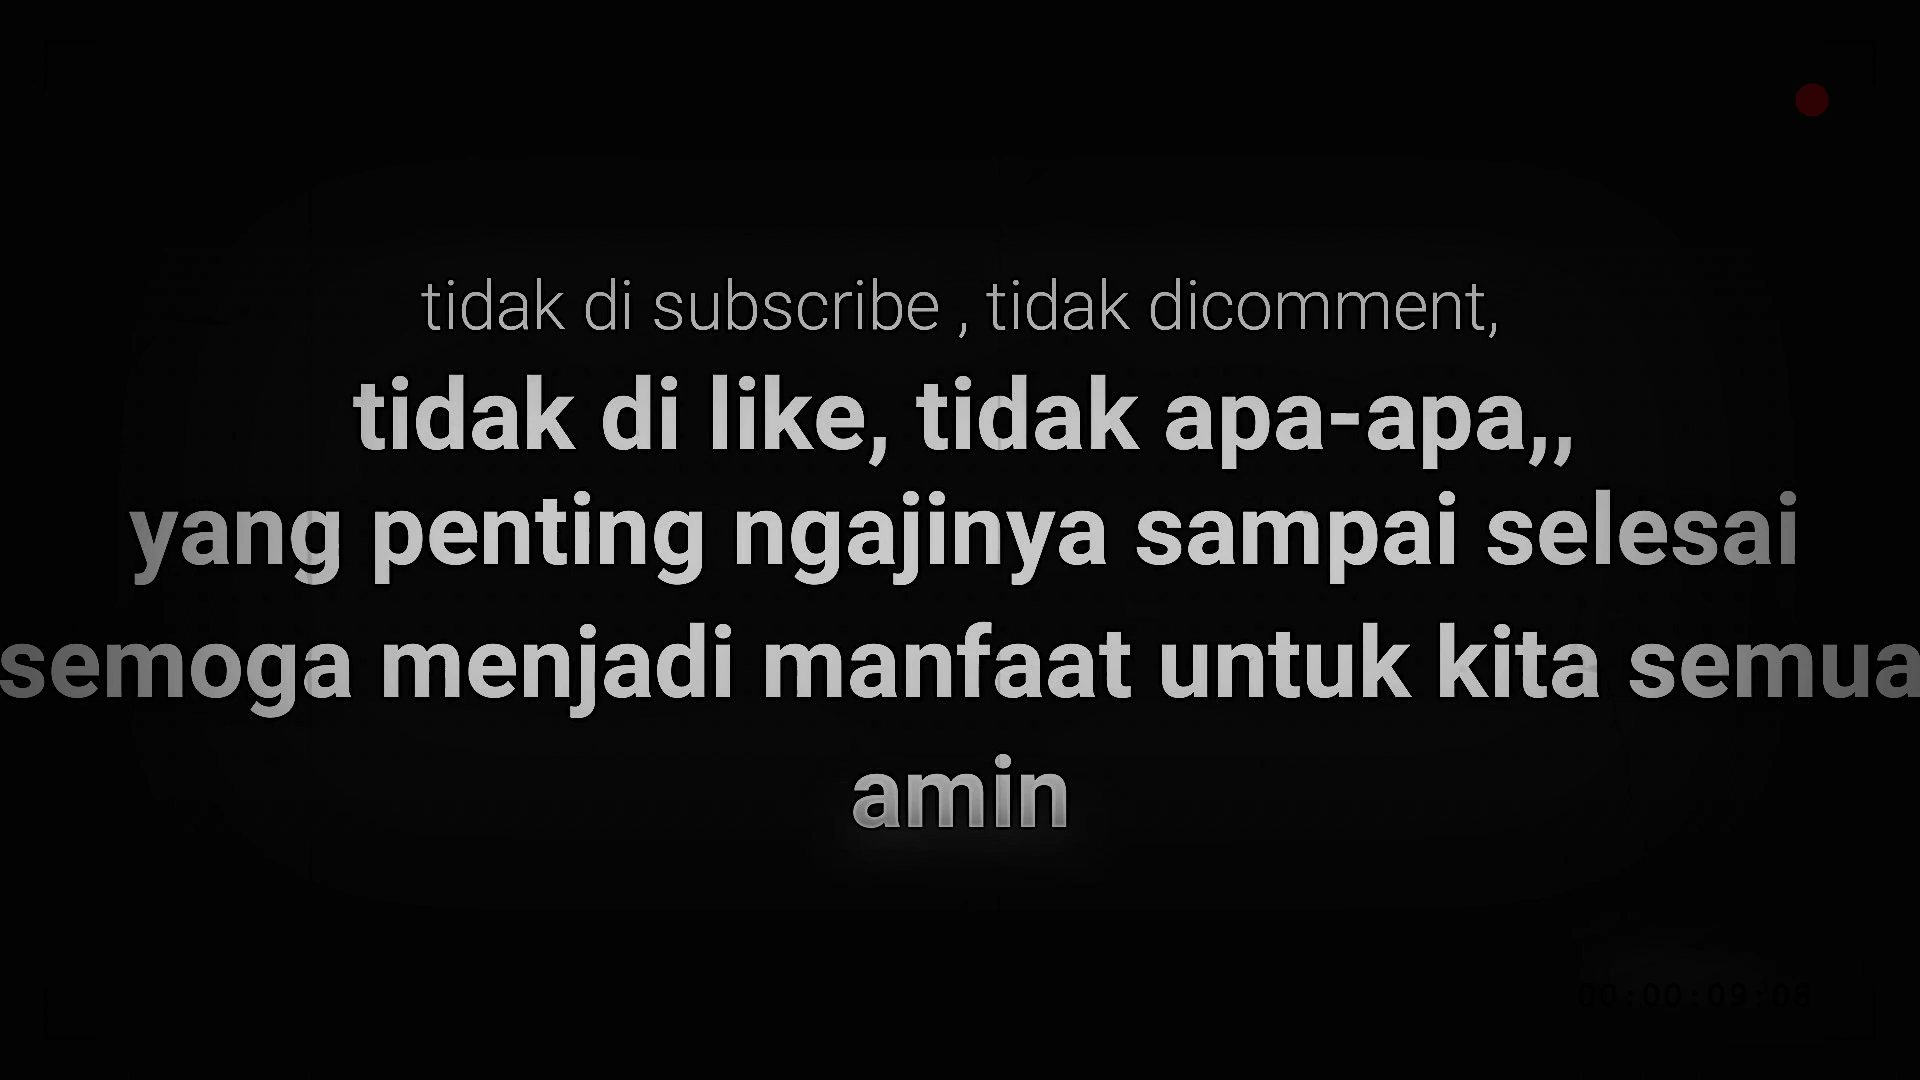 tidak di subscribe , tidak dicomment,
tidak di like, tidak apa-apa,,
yang penting ngajinya sampai selesai
semoga menjadi manfaat untuk kita semua
amin